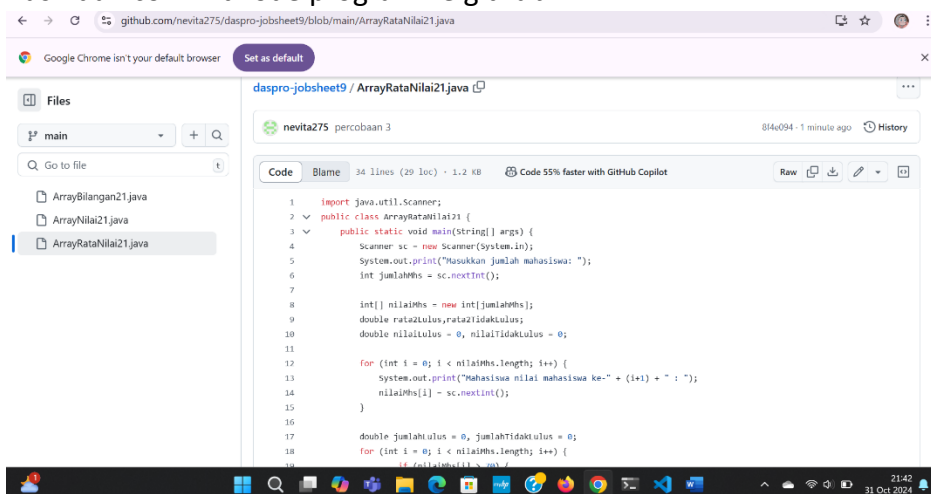 github.com/nevita275/daspro-jobsheet9/blob/main/ArrayRataNilai21.java
Google Chrome isn't your default browser
Set as default
Files
main
Go to file
t
ArrayBilangan21.java
ArrayNilai21.java
ArrayRataNilai21.java
daspro-jobsheet9 / ArrayRataNilai21.java
nevita275 percobaan 3
8f4e094 · 1 minute ago
History
Code
Blame
34 lines (29 loc) · 1.2 KB
Code 55% faster with GitHub Copilot
Raw
1 import java.util.Scanner;
2 public class ArrayRataNilai21 {
3 public static void main(String[] args) {
4 Scanner sc = new Scanner(System.in);
5 System.out.print("Masukkan jumlah mahasiswa: ");
6 int jumlahMhs = sc.nextInt();
7
8 int[] nilaiMhs = new int[jumlahMhs];
9 double rata2Lulus,rata2TidakLulus;
10 double nilaiLulus = 0, nilaiTidakLulus = 0;
11
12 for (int i = 0; i < nilaiMhs.length; i++) {
13 System.out.print("Mahasiswa nilai mahasiswa ke-" + (i+1) + " : ");
14 nilaiMhs[i] = sc.nextInt();
15 }
16
17 double jumlahLulus = 0, jumlahTidakLulus = 0;
18 for (int i = 0; i < nilaiMhs.length; i++) {
19 if (nilaiMhs[i] > 70) {
21:42
31 Oct 2024